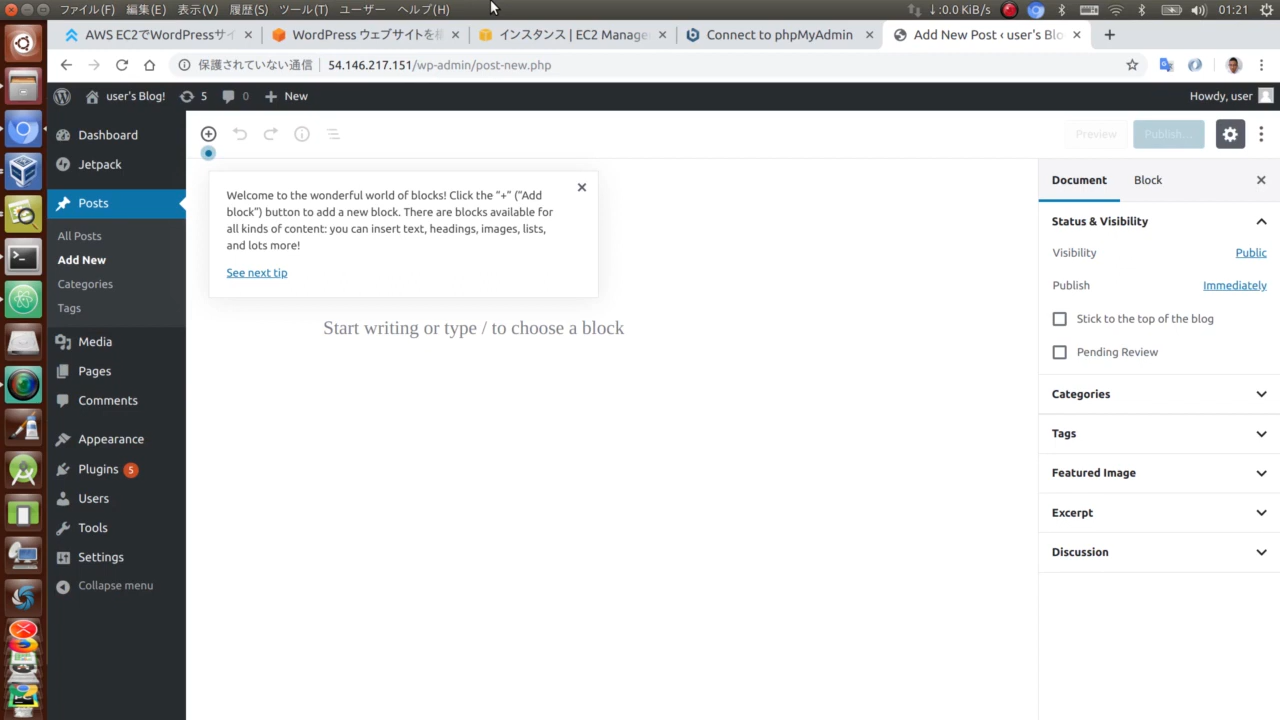 ファイル(F) 編集(E) 表示(V) 履歴(S) ツール(T) ユーザー ヘルプ(H) ↓:0.0 KiB/s 01:21
AWS EC2でWordPressサイ WordPress ウェブサイトを インスタンス | EC2 Manage Connect to phpMyAdmin Add New Post ‹ user's Blo
保護されていない通信 54.146.217.151/wp-admin/post-new.php
user's Blog! 5 0 New Howdy, user
Dashboard
Jetpack
Posts
All Posts
Add New
Categories
Tags
Media
Pages
Comments
Appearance
Plugins 5
Users
Tools
Settings
Collapse menu
Preview Publish...
Welcome to the wonderful world of blocks! Click the “+” (“Add
block”) button to add a new block. There are blocks available for
all kinds of content: you can insert text, headings, images, lists,
and lots more!
See next tip
Start writing or type / to choose a block
Document Block
Status & Visibility
Visibility Public
Publish Immediately
Stick to the top of the blog
Pending Review
Categories
Tags
Featured Image
Excerpt
Discussion